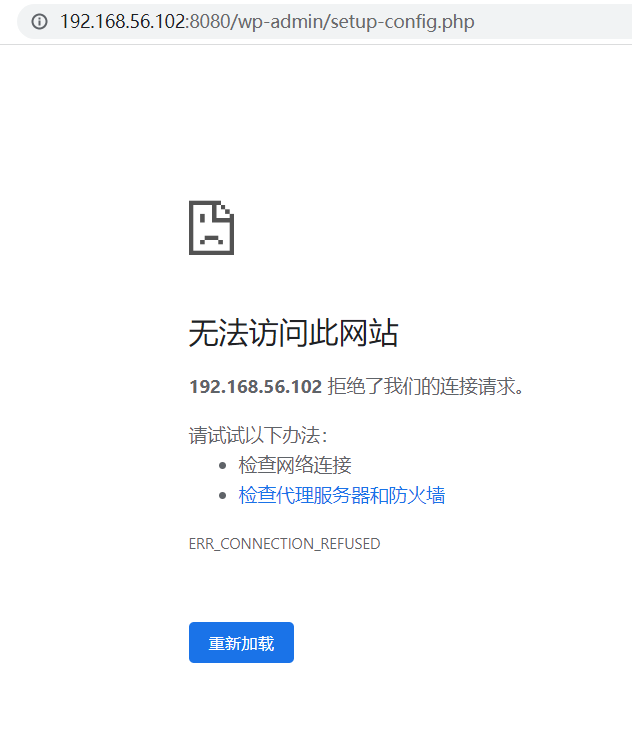 192.168.56.102:8080/wp-admin/setup-config.php
无法访问此网站
192.168.56.102 拒绝了我们的连接请求。
请试试以下办法：
检查网络连接
检查代理服务器和防火墙
ERR_CONNECTION_REFUSED
重新加载